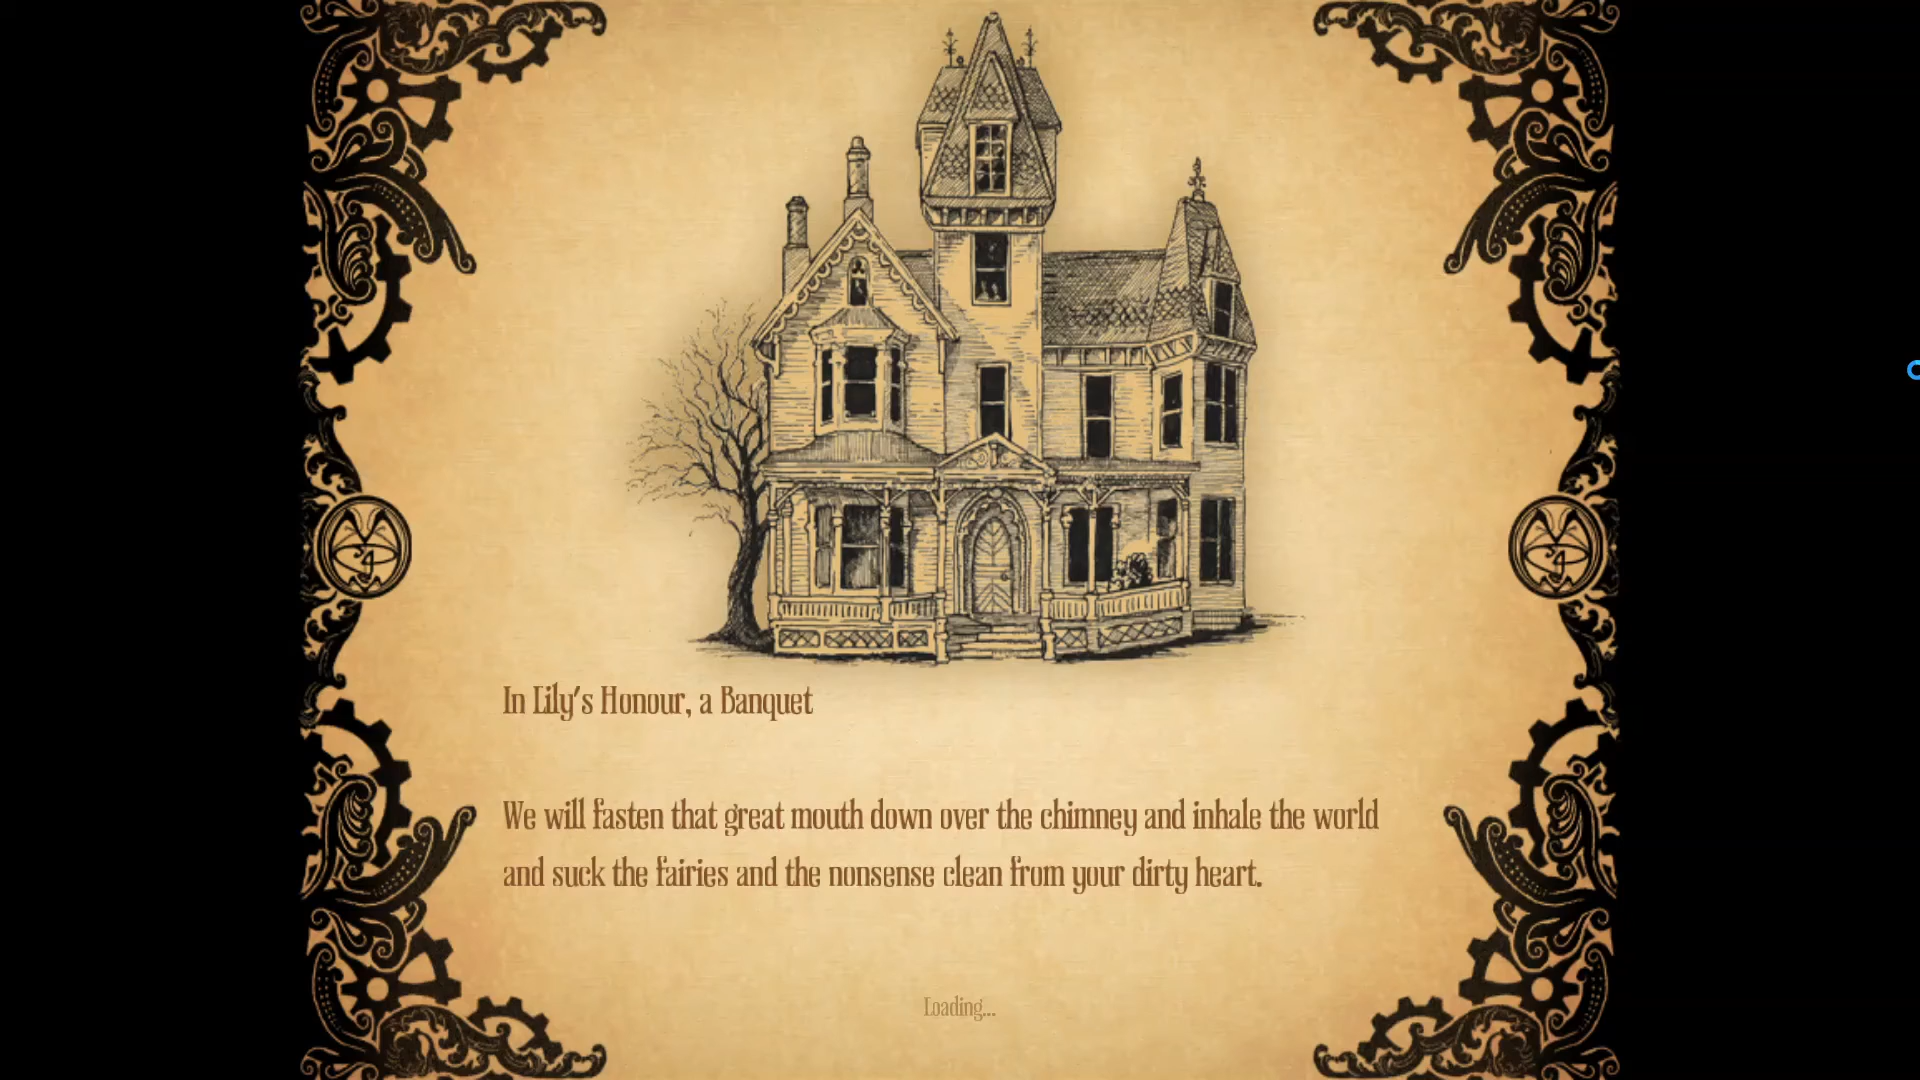 In Lily's Honour, a Banquet
We will fasten that great mouth down over the chimney and inhale the world
and suck the fairies and the nonsense clean from your dirty heart.
Loading...